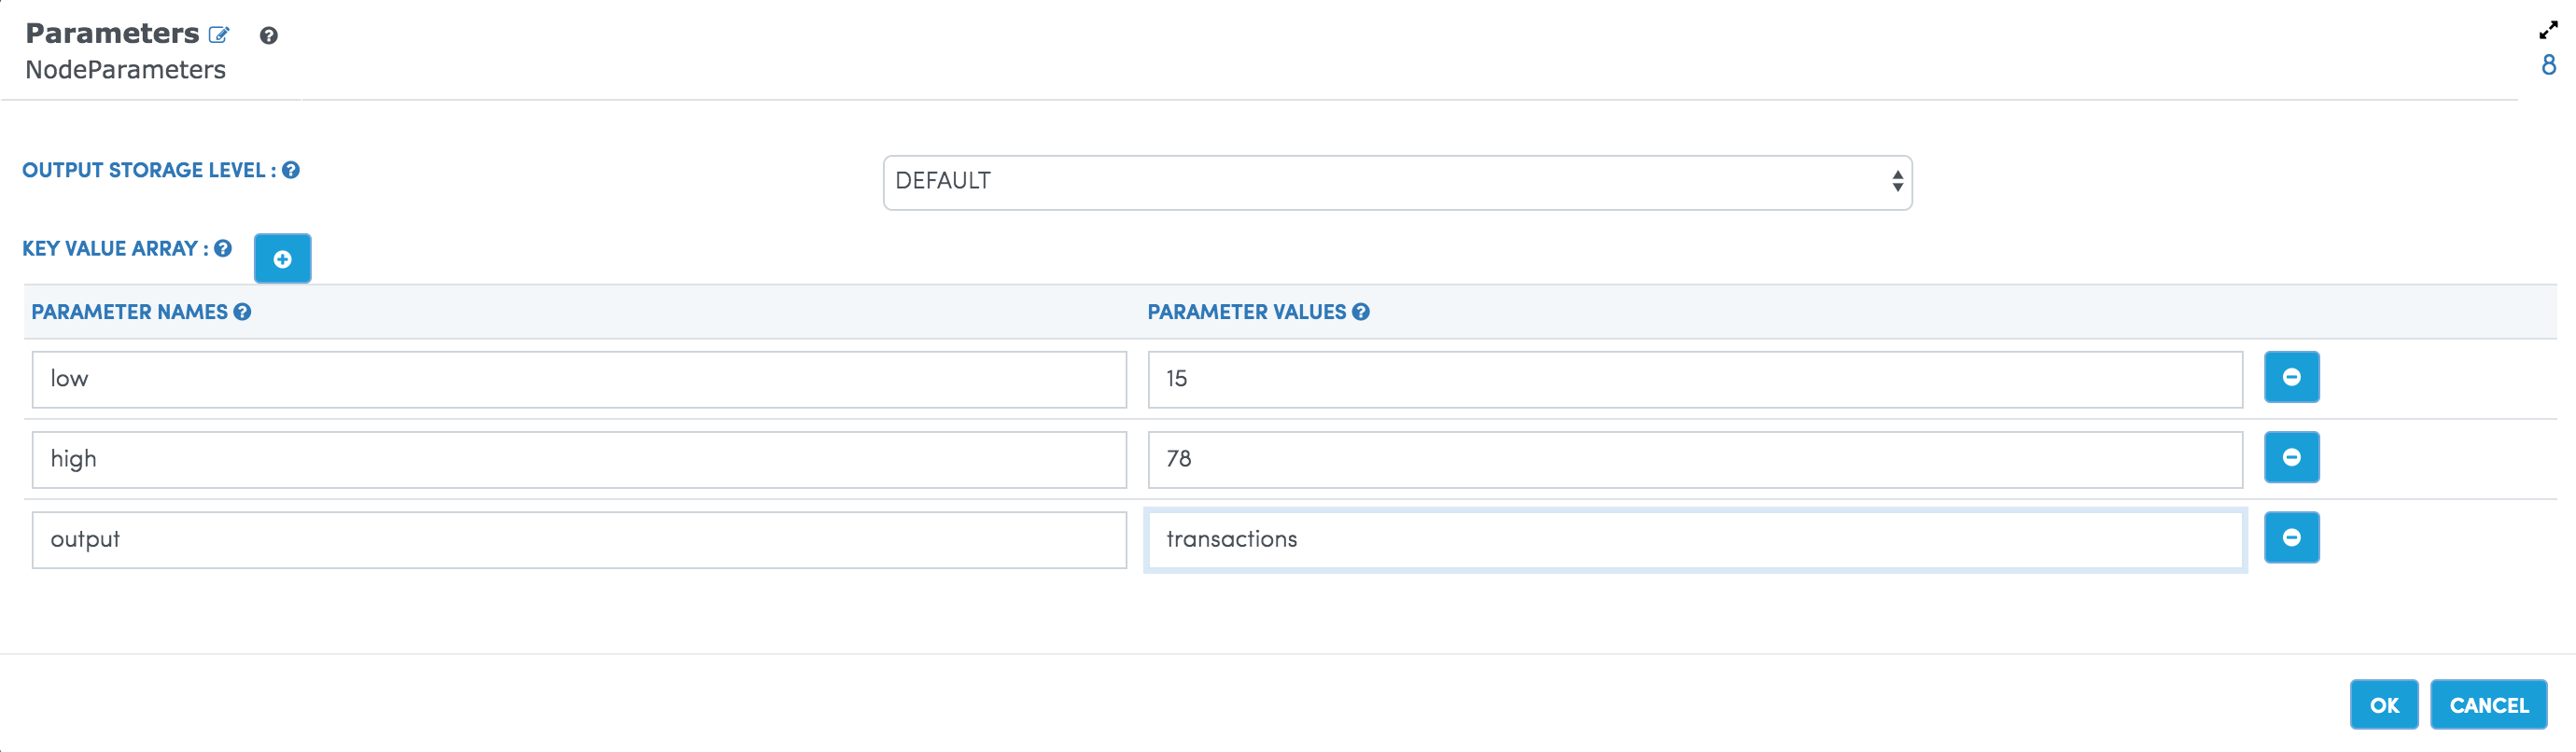 Parameters
NodeParameters
8
OUTPUT STORAGE LEVEL :
DEFAULT
KEY VALUE ARRAY :
PARAMETER NAMES PARAMETER VALUES
low 15
high 78
output transactions
OK CANCEL